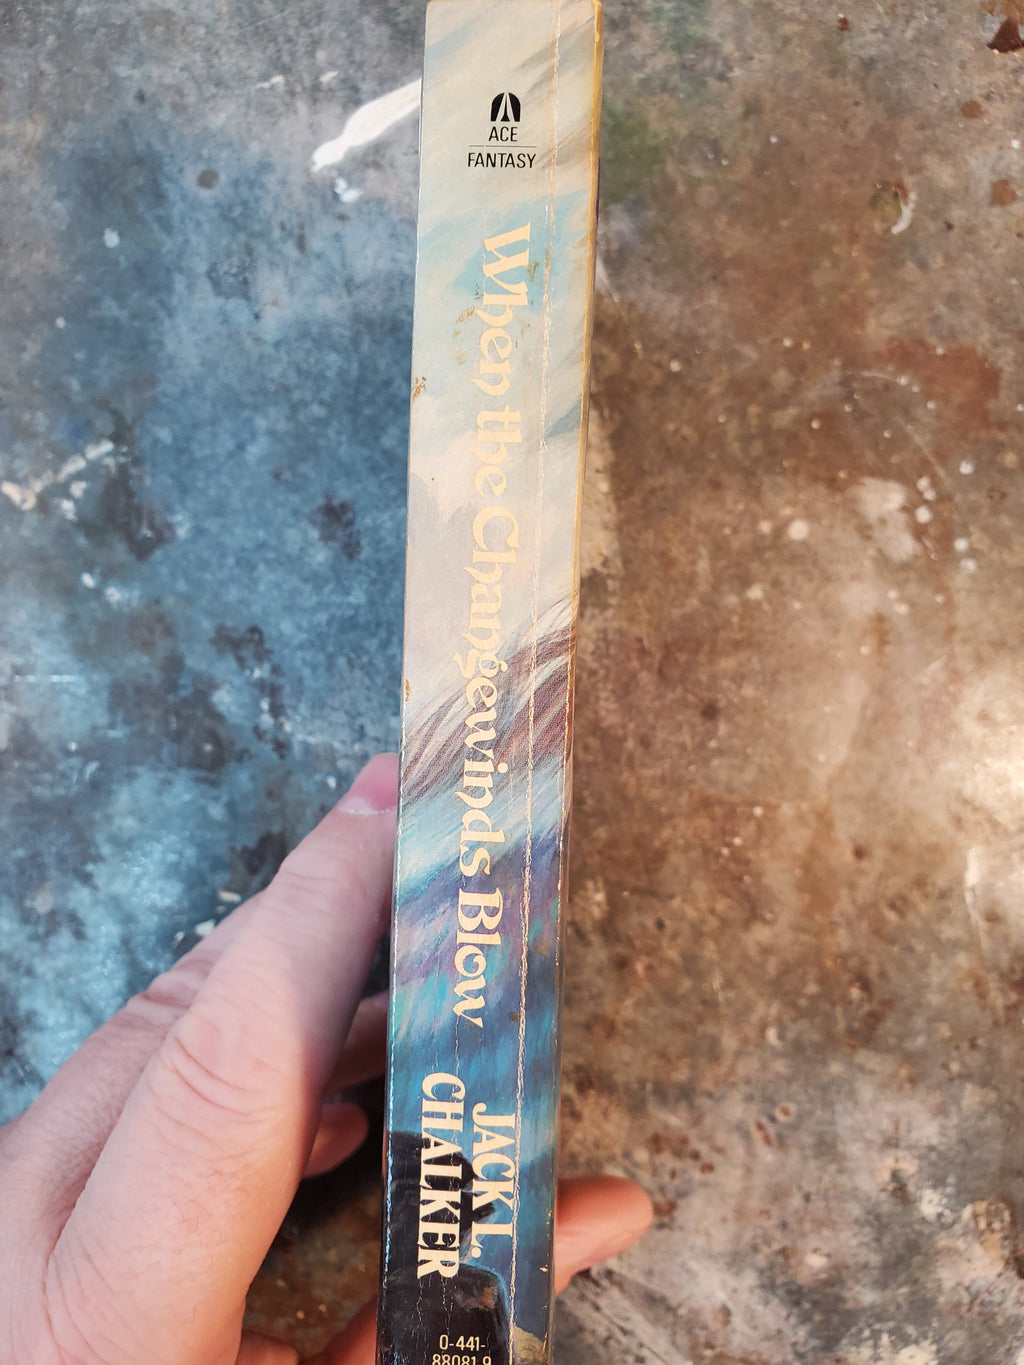 ACE
FANTASY
When the Changewinds Blow
JACK L.
CHALKER
0-441-
88081-9